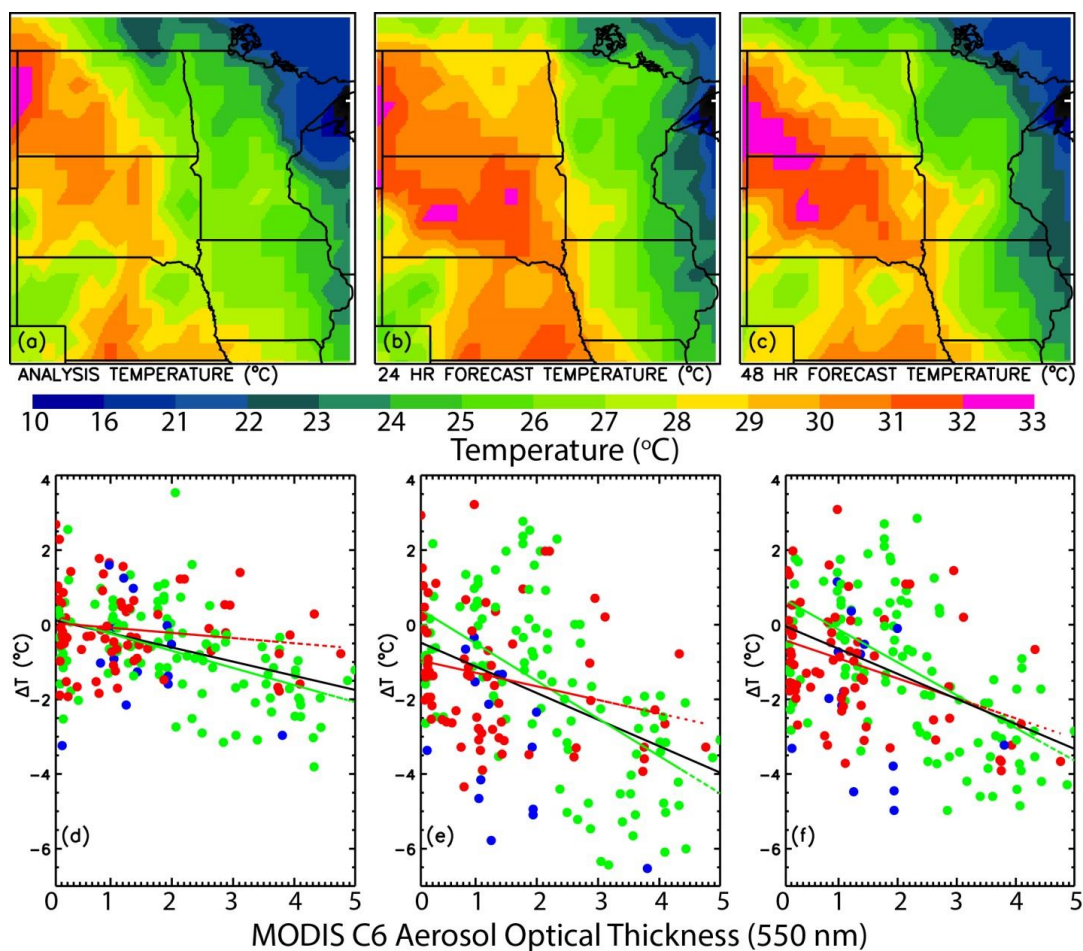 (a) (b) (c)
ANALYSIS TEMPERATURE (°C) 24 HR FORECAST TEMPERATURE (°C) 48 HR FORECAST TEMPERATURE (°C)
10 16 21 22 23 24 25 26 27 28 29 30 31 32 33
Temperature (°C)
4 4 4
2 2 2
0 0 0
-2 -2 -2
-4 -4 -4
-6 -6 -6
ΔT (°C) ΔT (°C) ΔT (°C)
(d) (e) (f)
0 1 2 3 4 5 0 1 2 3 4 5 0 1 2 3 4 5
MODIS C6 Aerosol Optical Thickness (550 nm)